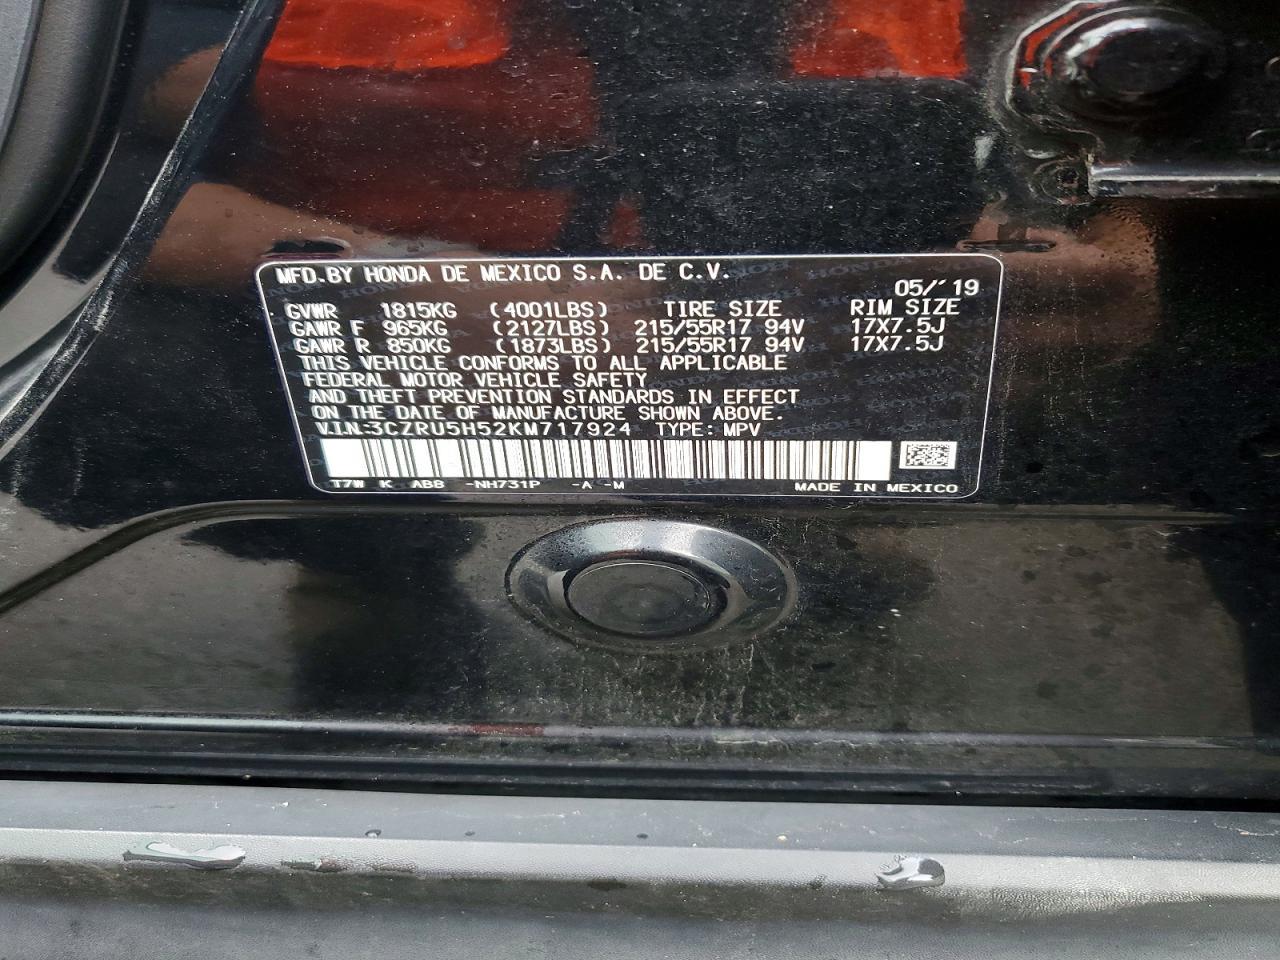 MFD.BY HONDA DE MEXICO S.A. DE C.V.
05/'19
GVWR 1815KG (4001LBS) TIRE SIZE RIM SIZE
GAWR F 965KG (2127LBS) 215/55R17 94V 17X7.5J
GAWR R 850KG (1873LBS) 215/55R17 94V 17X7.5J
THIS VEHICLE CONFORMS TO ALL APPLICABLE
FEDERAL MOTOR VEHICLE SAFETY
AND THEFT PREVENTION STANDARDS IN EFFECT
ON THE DATE OF MANUFACTURE SHOWN ABOVE.
V.I.N.:3CZRU5H52KM717924 TYPE: MPV
T7W K ABB -NH731P -A -M MADE IN MEXICO